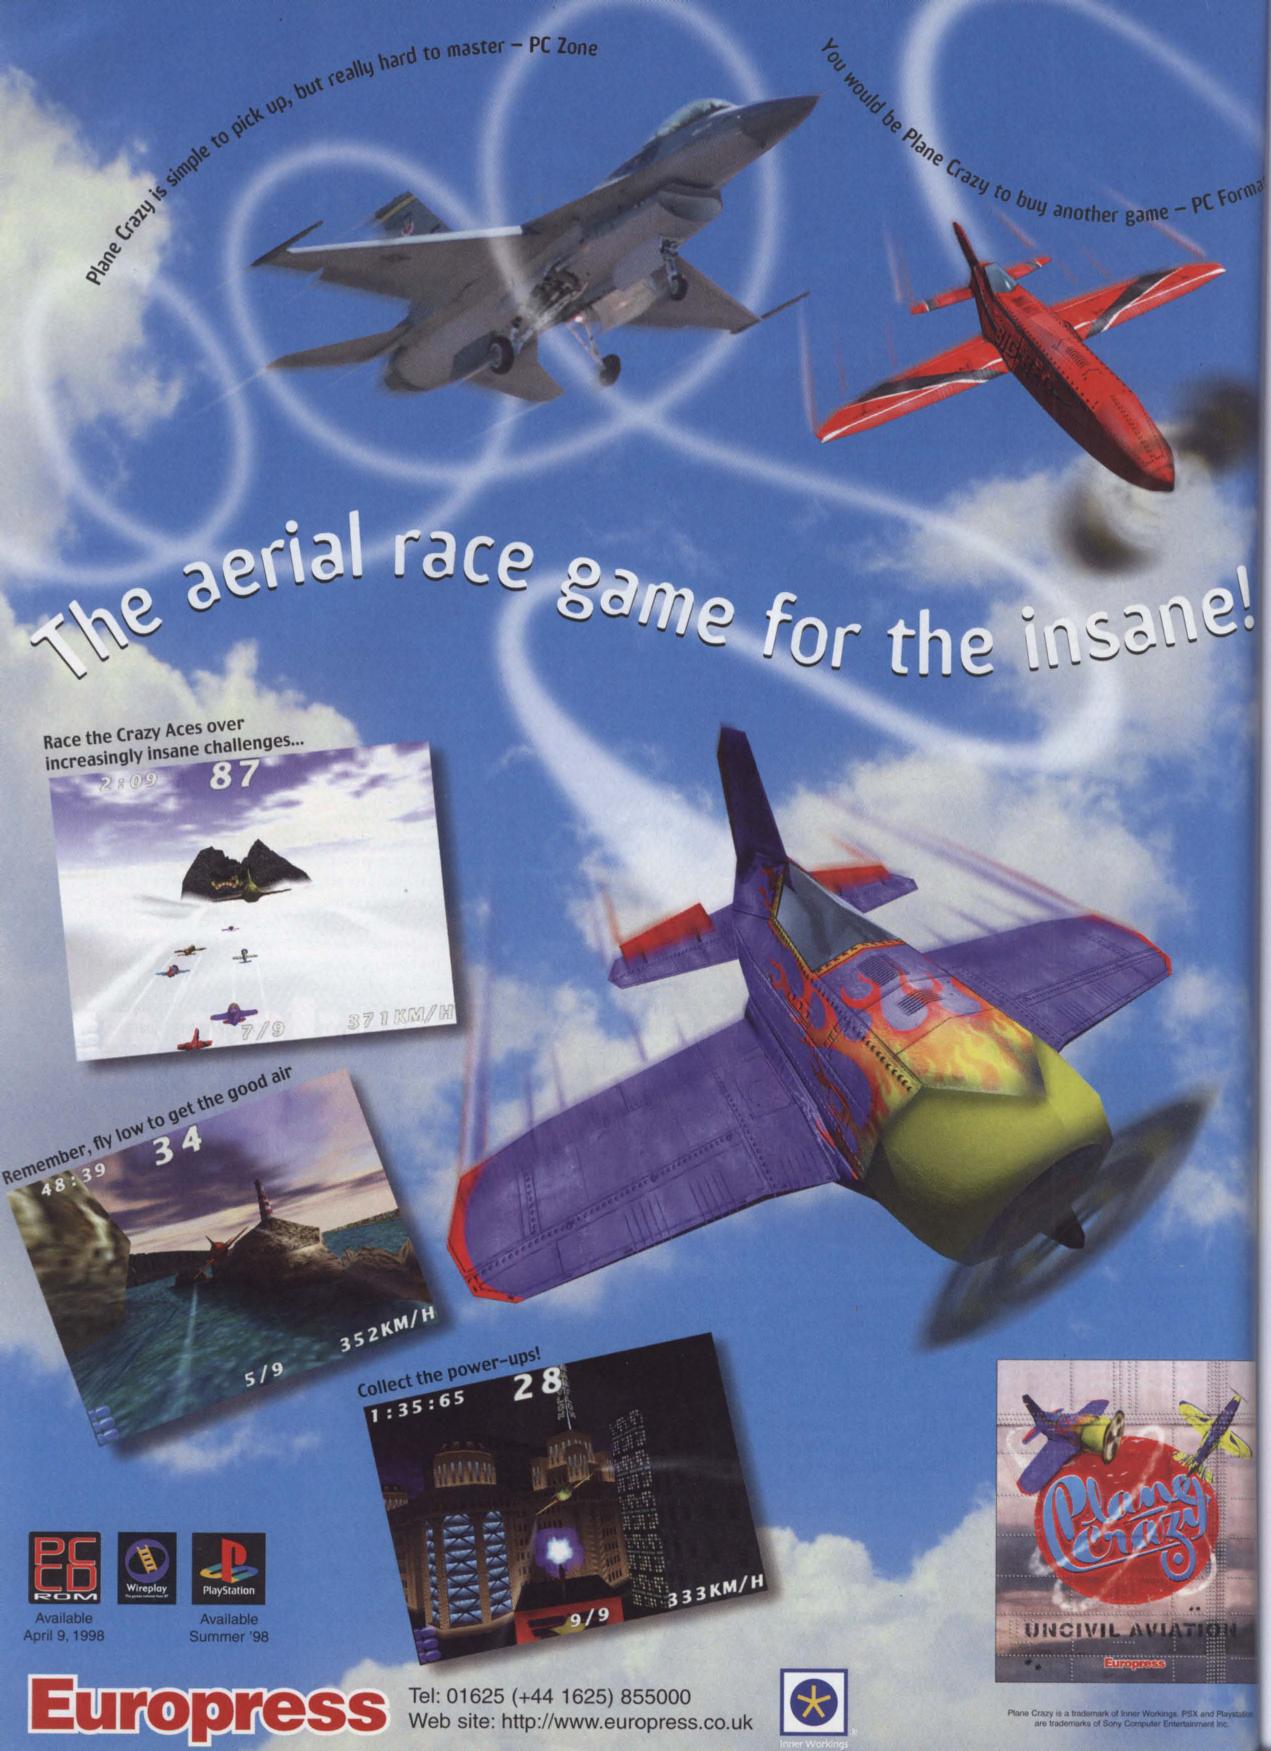 Plane Crazy is simple to pick up, but really hard to master – PC Zone
You would be Plane Crazy to buy another game – PC Forma
The aerial race game for the insane!
Race the Crazy Aces over
increasingly insane challenges...
2:09 87
7/9 371KM/H
Remember, fly low to get the good air
48:39 34
5/9 352KM/H
Collect the power-ups!
1:35:65 28
9/9 333KM/H
PC
CD
ROM
Available
April 9, 1998
Wireplay
PlayStation
Available
Summer '98
Plane
Crazy
UNCIVIL AVIATION
Europress
Europress
Tel: 01625 (+44 1625) 855000
Web site: http://www.europress.co.uk
Inner Workings
Plane Crazy is a trademark of Inner Workings. PSX and Playstation
are trademarks of Sony Computer Entertainment Inc.